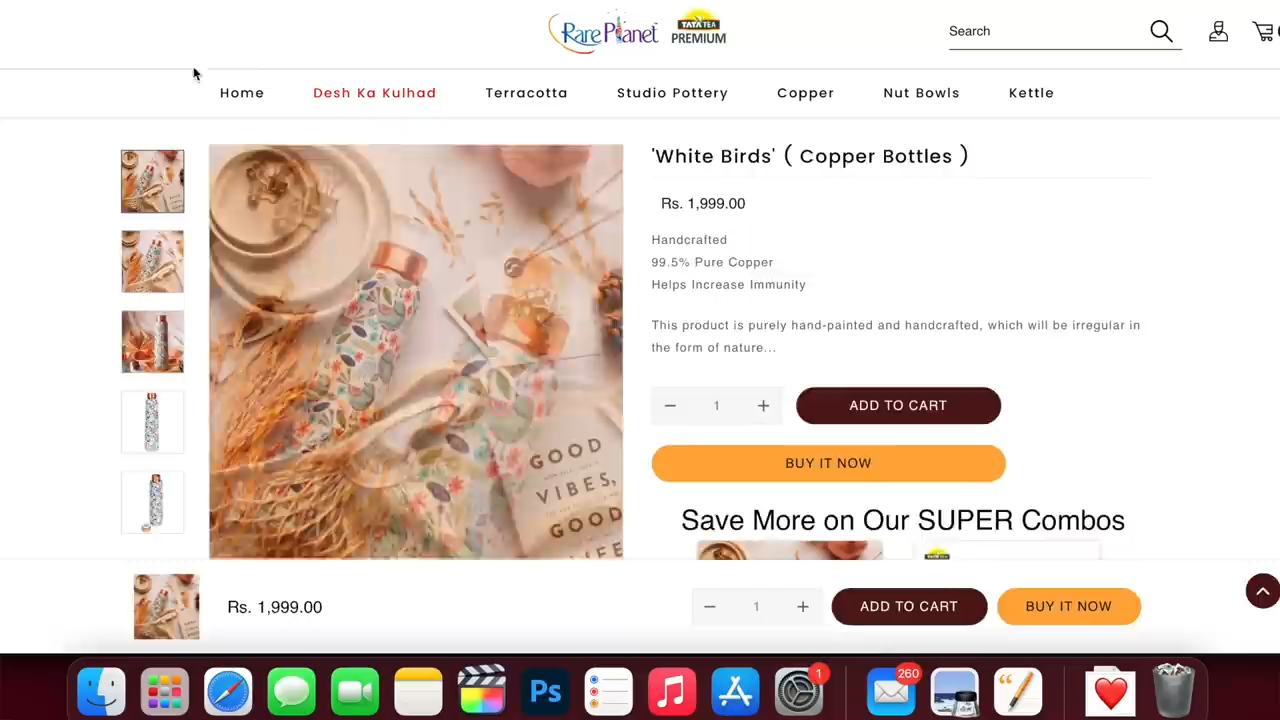 Rare Planet
TATA TEA
PREMIUM
Search
Home
Desh Ka Kulhad
Terracotta
Studio Pottery
Copper
Nut Bowls
Kettle
'White Birds' ( Copper Bottles )
Rs. 1,999.00
Handcrafted
99.5% Pure Copper
Helps Increase Immunity
This product is purely hand-painted and handcrafted, which will be irregular in
the form of nature...
1
ADD TO CART
BUY IT NOW
GOOD
VIBES,
GOOD
LIFE
Save More on Our SUPER Combos
Rs. 1,999.00
1
ADD TO CART
BUY IT NOW
Ps
1
260